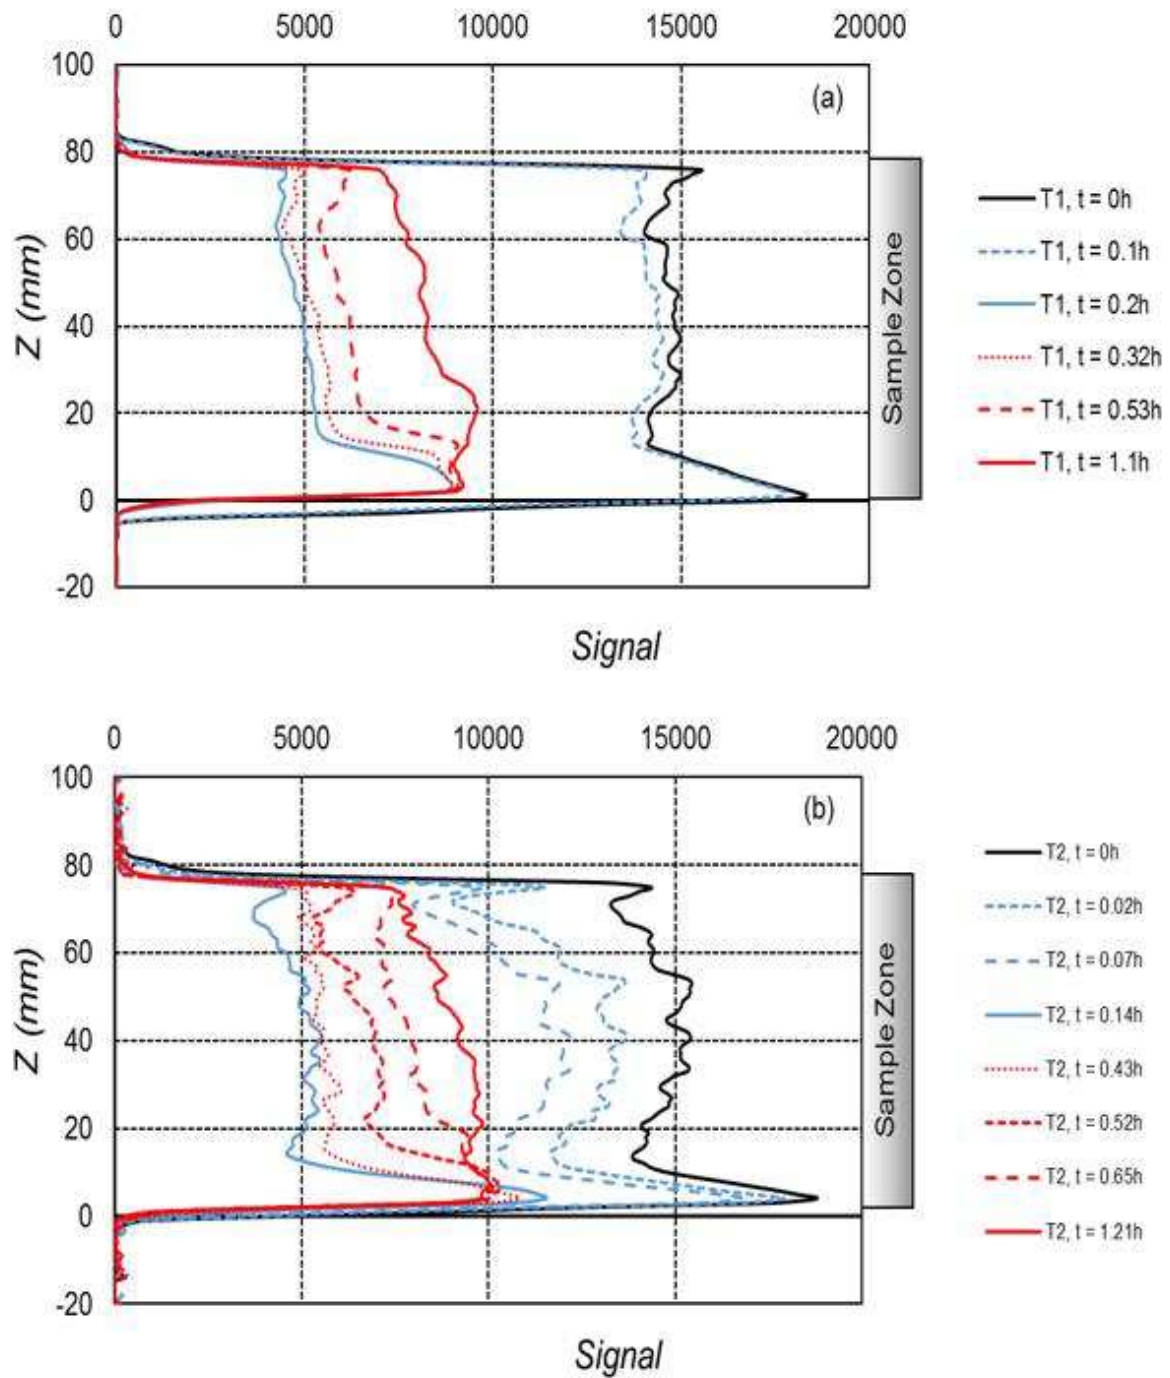 0 5000 10000 15000 20000
100
(a)
80
60
40
20
0
-20
Z (mm)
Sample Zone
T1, t = 0h
T1, t = 0.1h
T1, t = 0.2h
T1, t = 0.32h
T1, t = 0.53h
T1, t = 1.1h
Signal
0 5000 10000 15000 20000
100
(b)
80
60
40
20
0
-20
Z (mm)
Sample Zone
T2, t = 0h
T2, t = 0.02h
T2, t = 0.07h
T2, t = 0.14h
T2, t = 0.43h
T2, t = 0.52h
T2, t = 0.65h
T2, t = 1.21h
Signal